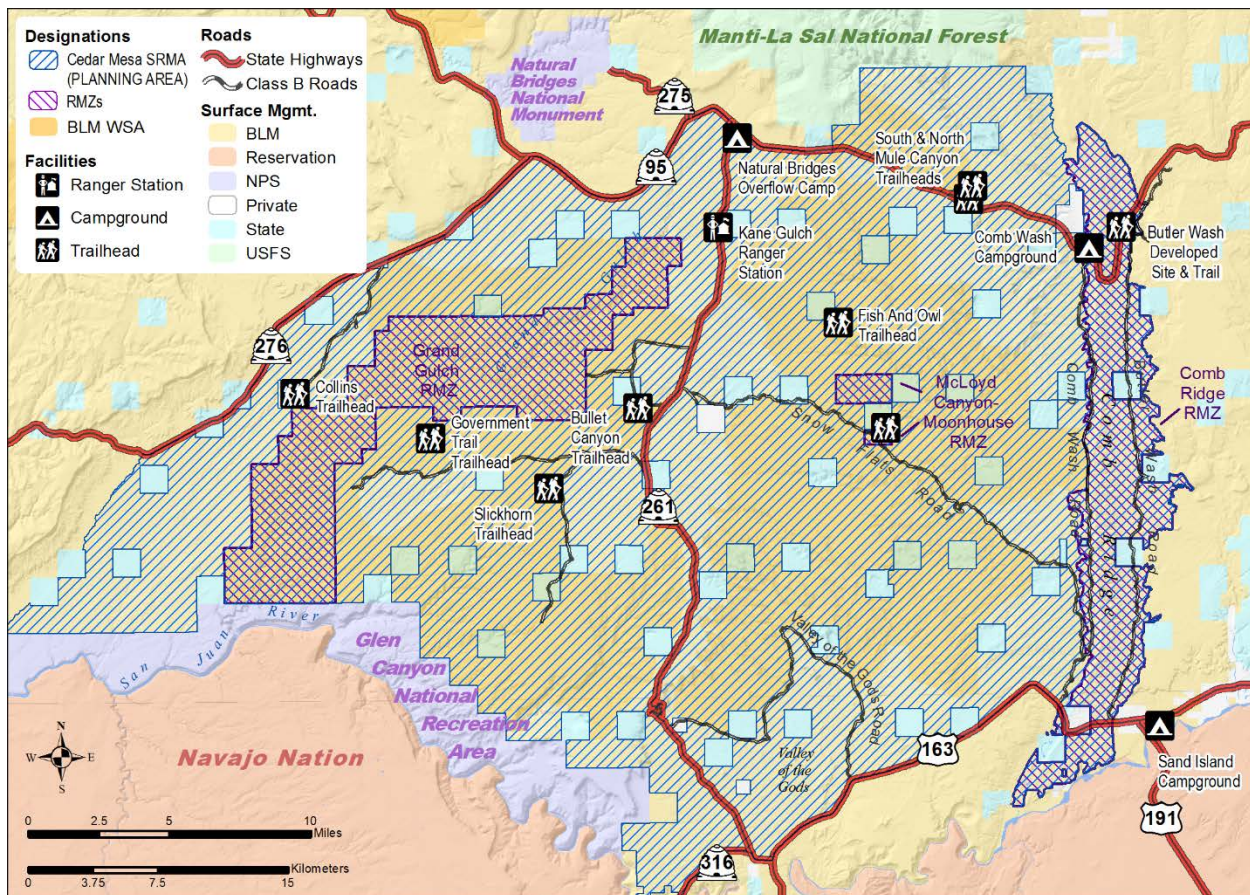 Designations
Cedar Mesa SRMA
(PLANNING AREA)
RMZs
BLM WSA
Facilities
Ranger Station
Campground
Trailhead
Roads
State Highways
Class B Roads
Surface Mgmt.
BLM
Reservation
NPS
Private
State
USFS
Manti-La Sal National Forest
Natural
Bridges
National
Monument
275
95
Natural Bridges
Overflow Camp
South & North
Mule Canyon
Trailheads
Kane Gulch
Ranger
Station
Comb Wash
Campground
Butler Wash
Developed
Site & Trail
Fish And Owl
Trailhead
276
Collins
Trailhead
Grand
Gulch
RMZ
Grand
Government
Trail
Trailhead
Bullet
Canyon
Trailhead
Slickhorn
Trailhead
McLoyd
Canyon-
Moonhouse
RMZ
Comb
Ridge
RMZ
Snow
Flats
Road
Comb
Wash
Road
Comb
Ridge
Wash
Road
261
San Juan River
Glen
Canyon
National
Recreation
Area
Navajo Nation
Valley of the Gods Road
Valley
of the
Gods
163
Sand Island
Campground
191
316
N
W
E
S
0 2.5 5 10
Miles
Kilometers
0 3.75 7.5 15